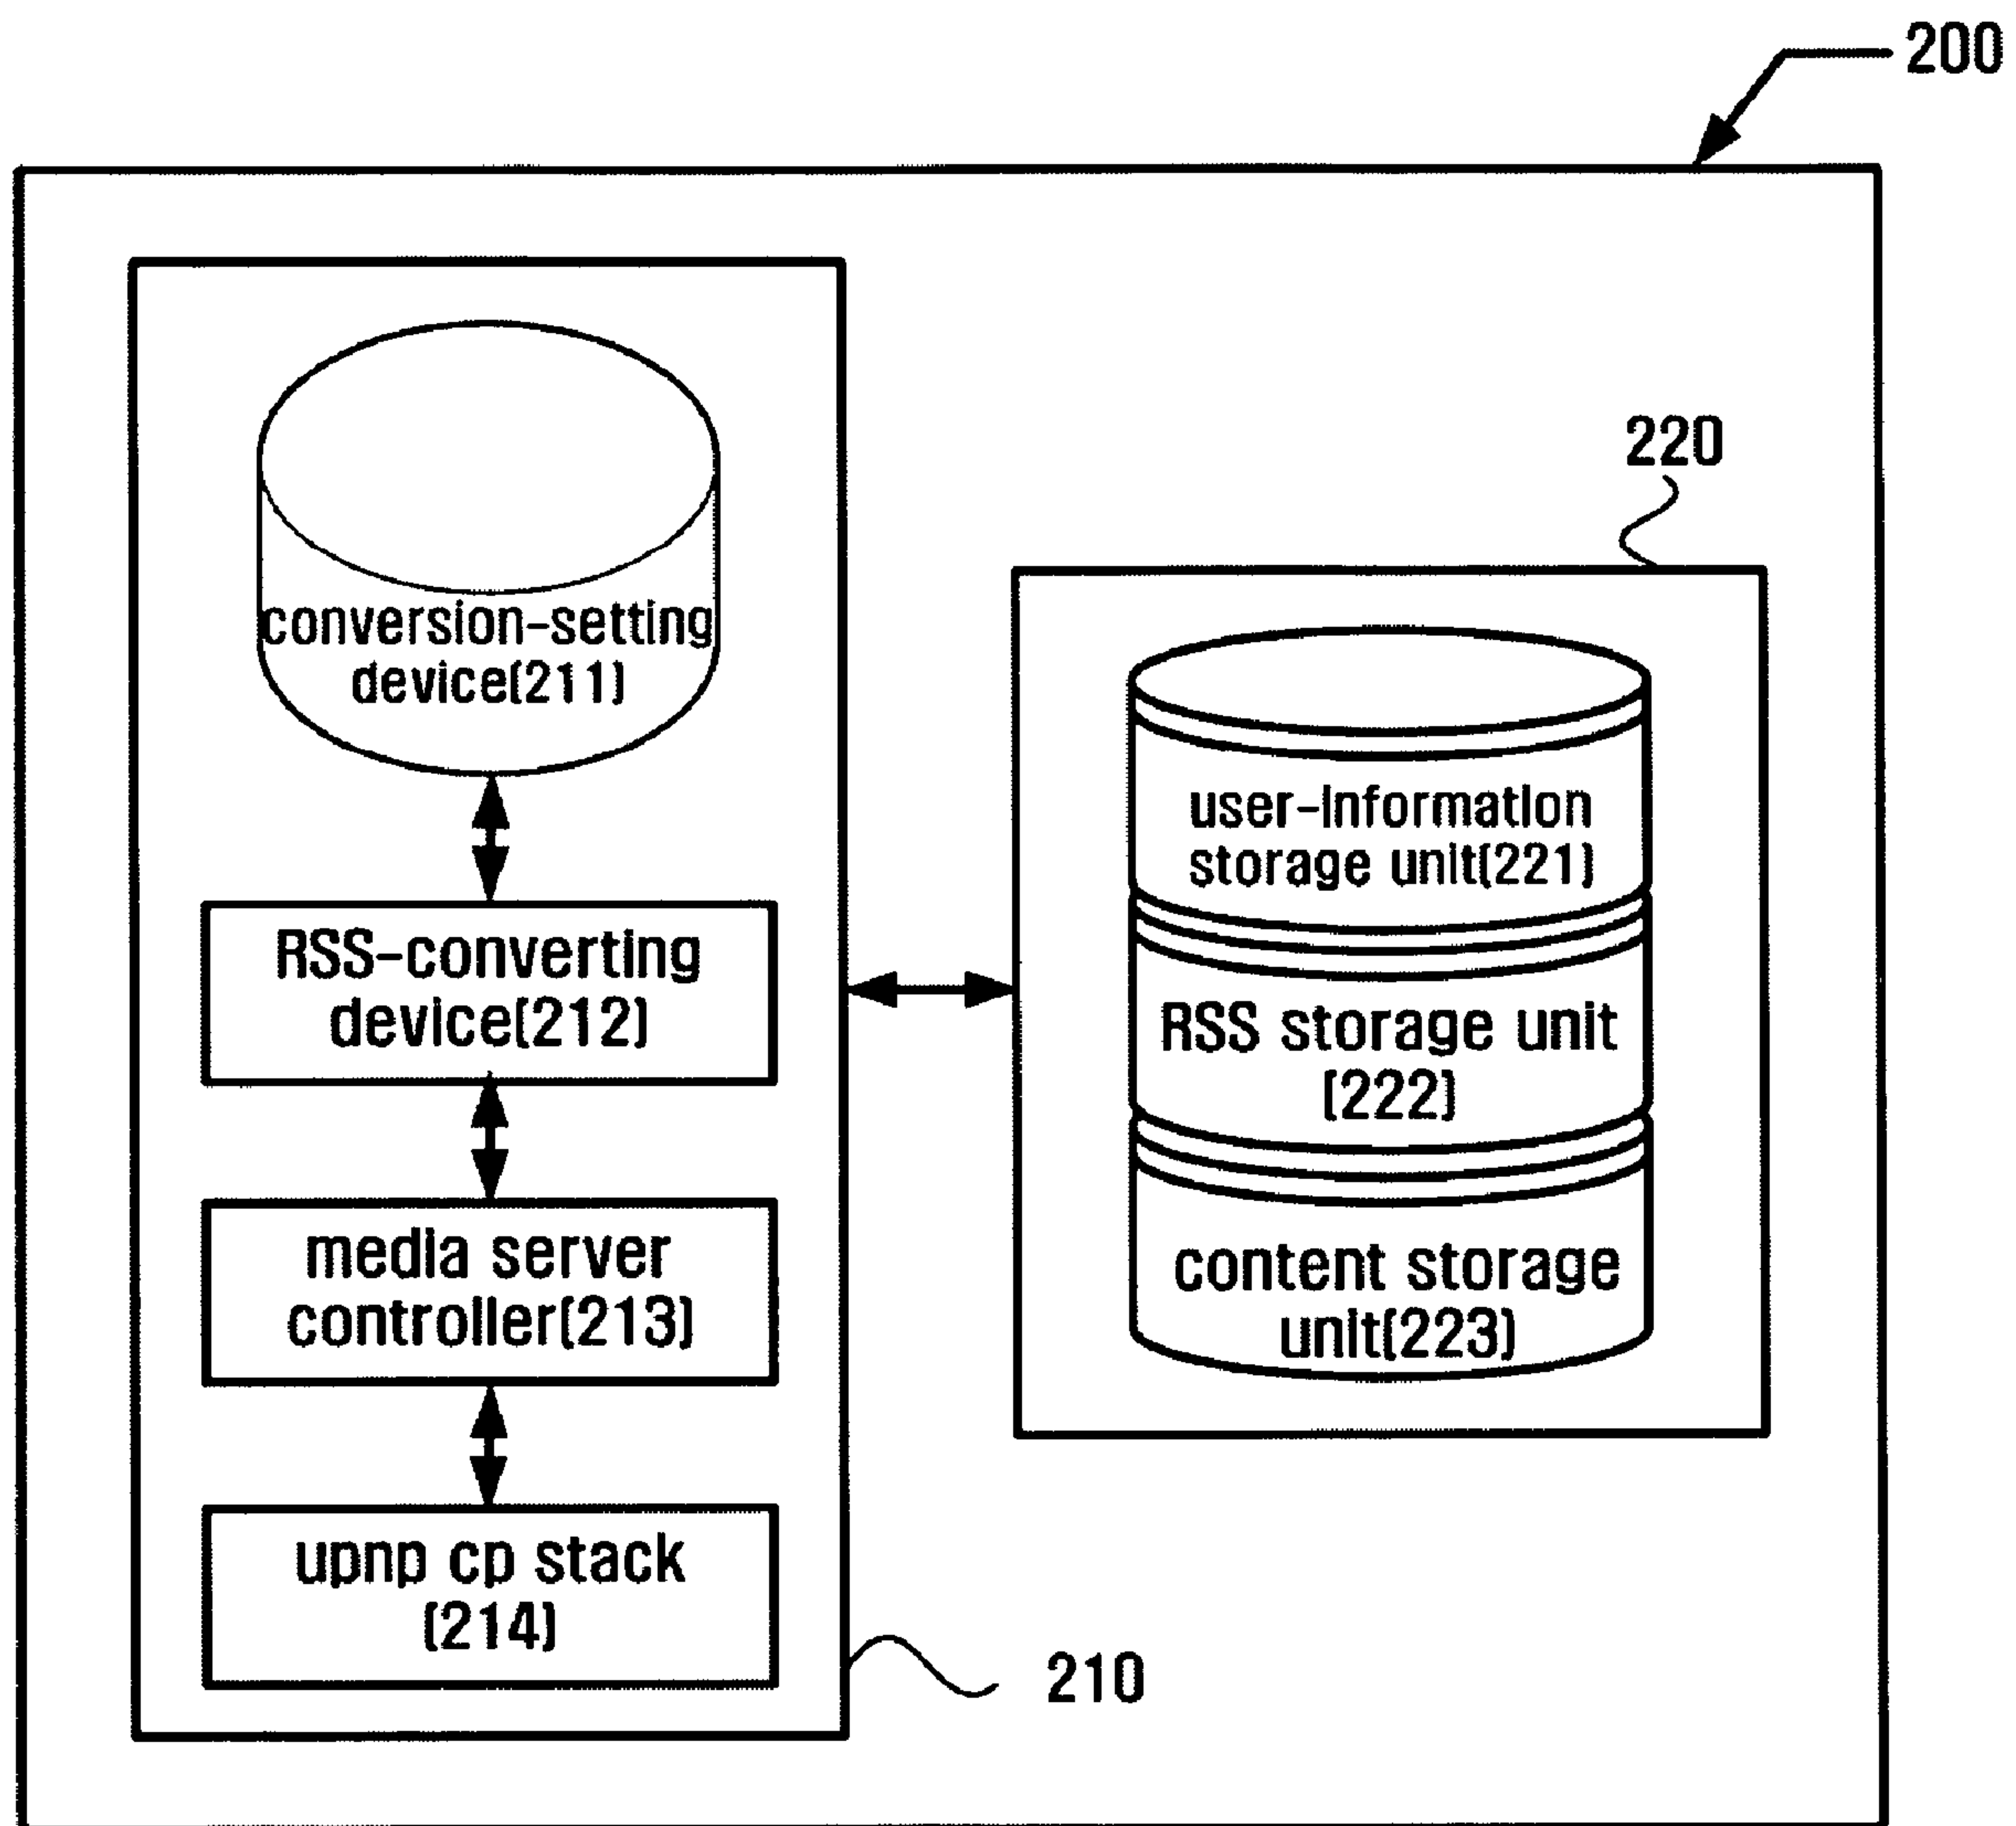 200
conversion-setting
device(211)
RSS-converting
device(212)
media server
controller(213)
upnp cp stack
(214)
210
220
user-information
storage unit(221)
RSS storage unit
(222)
content storage
unit(223)